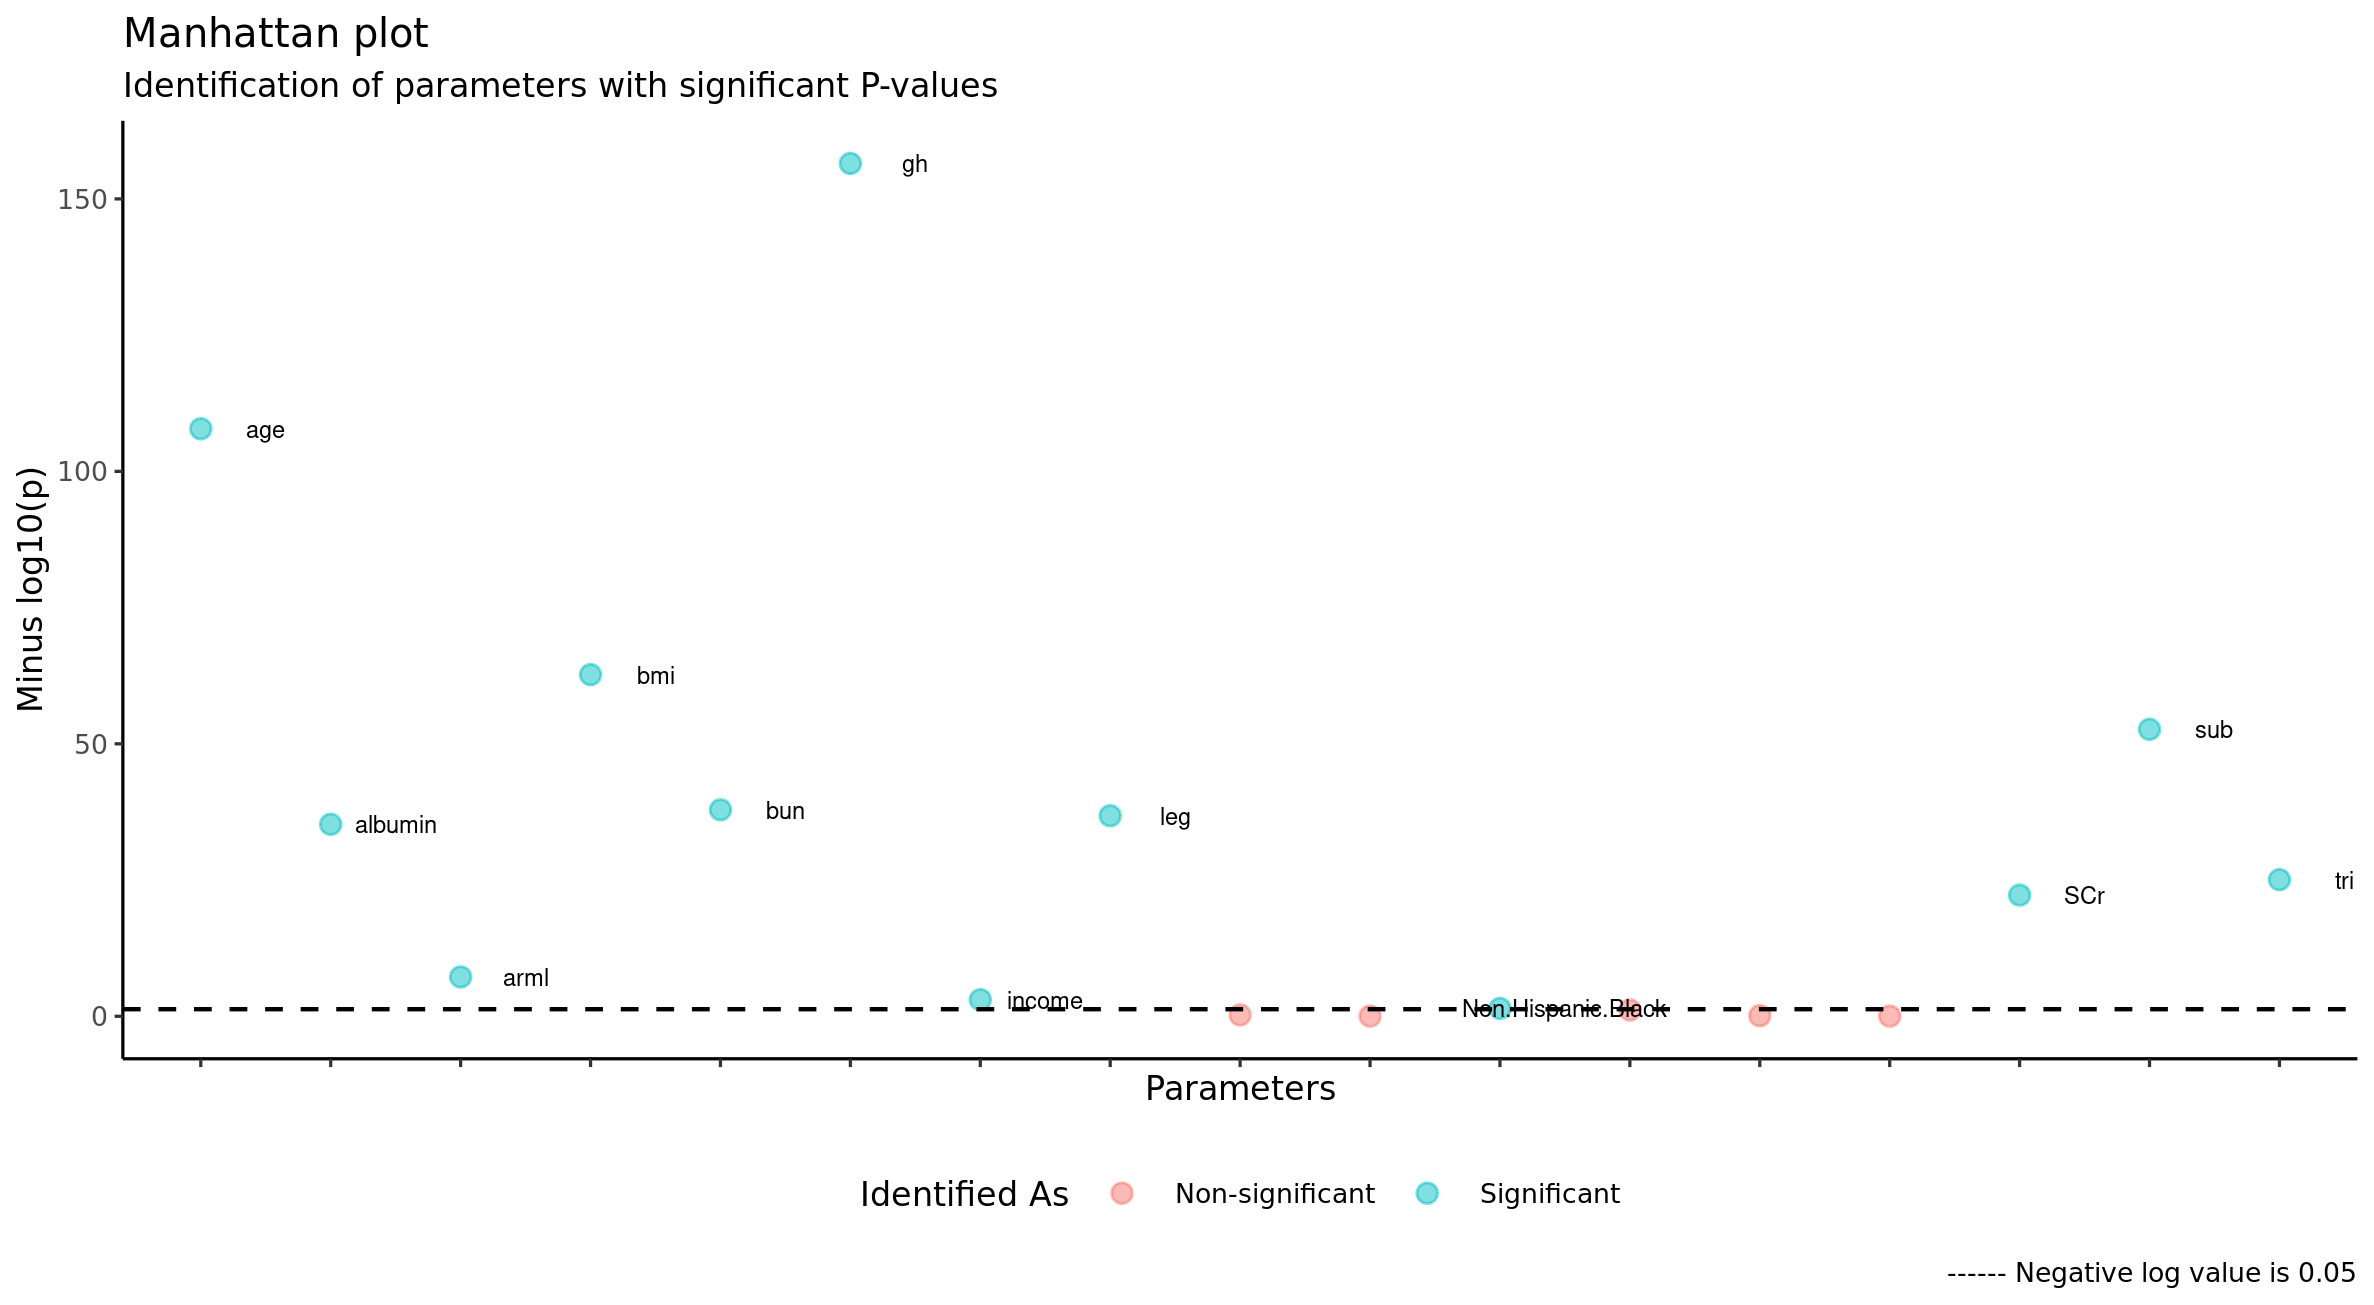 Manhattan plot
Identification of parameters with significant P-values
Minus log10(p)
150
100
50
0
gh
age
bmi
sub
bun
leg
albumin
tri
SCr
arml
income
Non.Hispanic.Black
Parameters
Identified As Non-significant Significant
------ Negative log value is 0.05